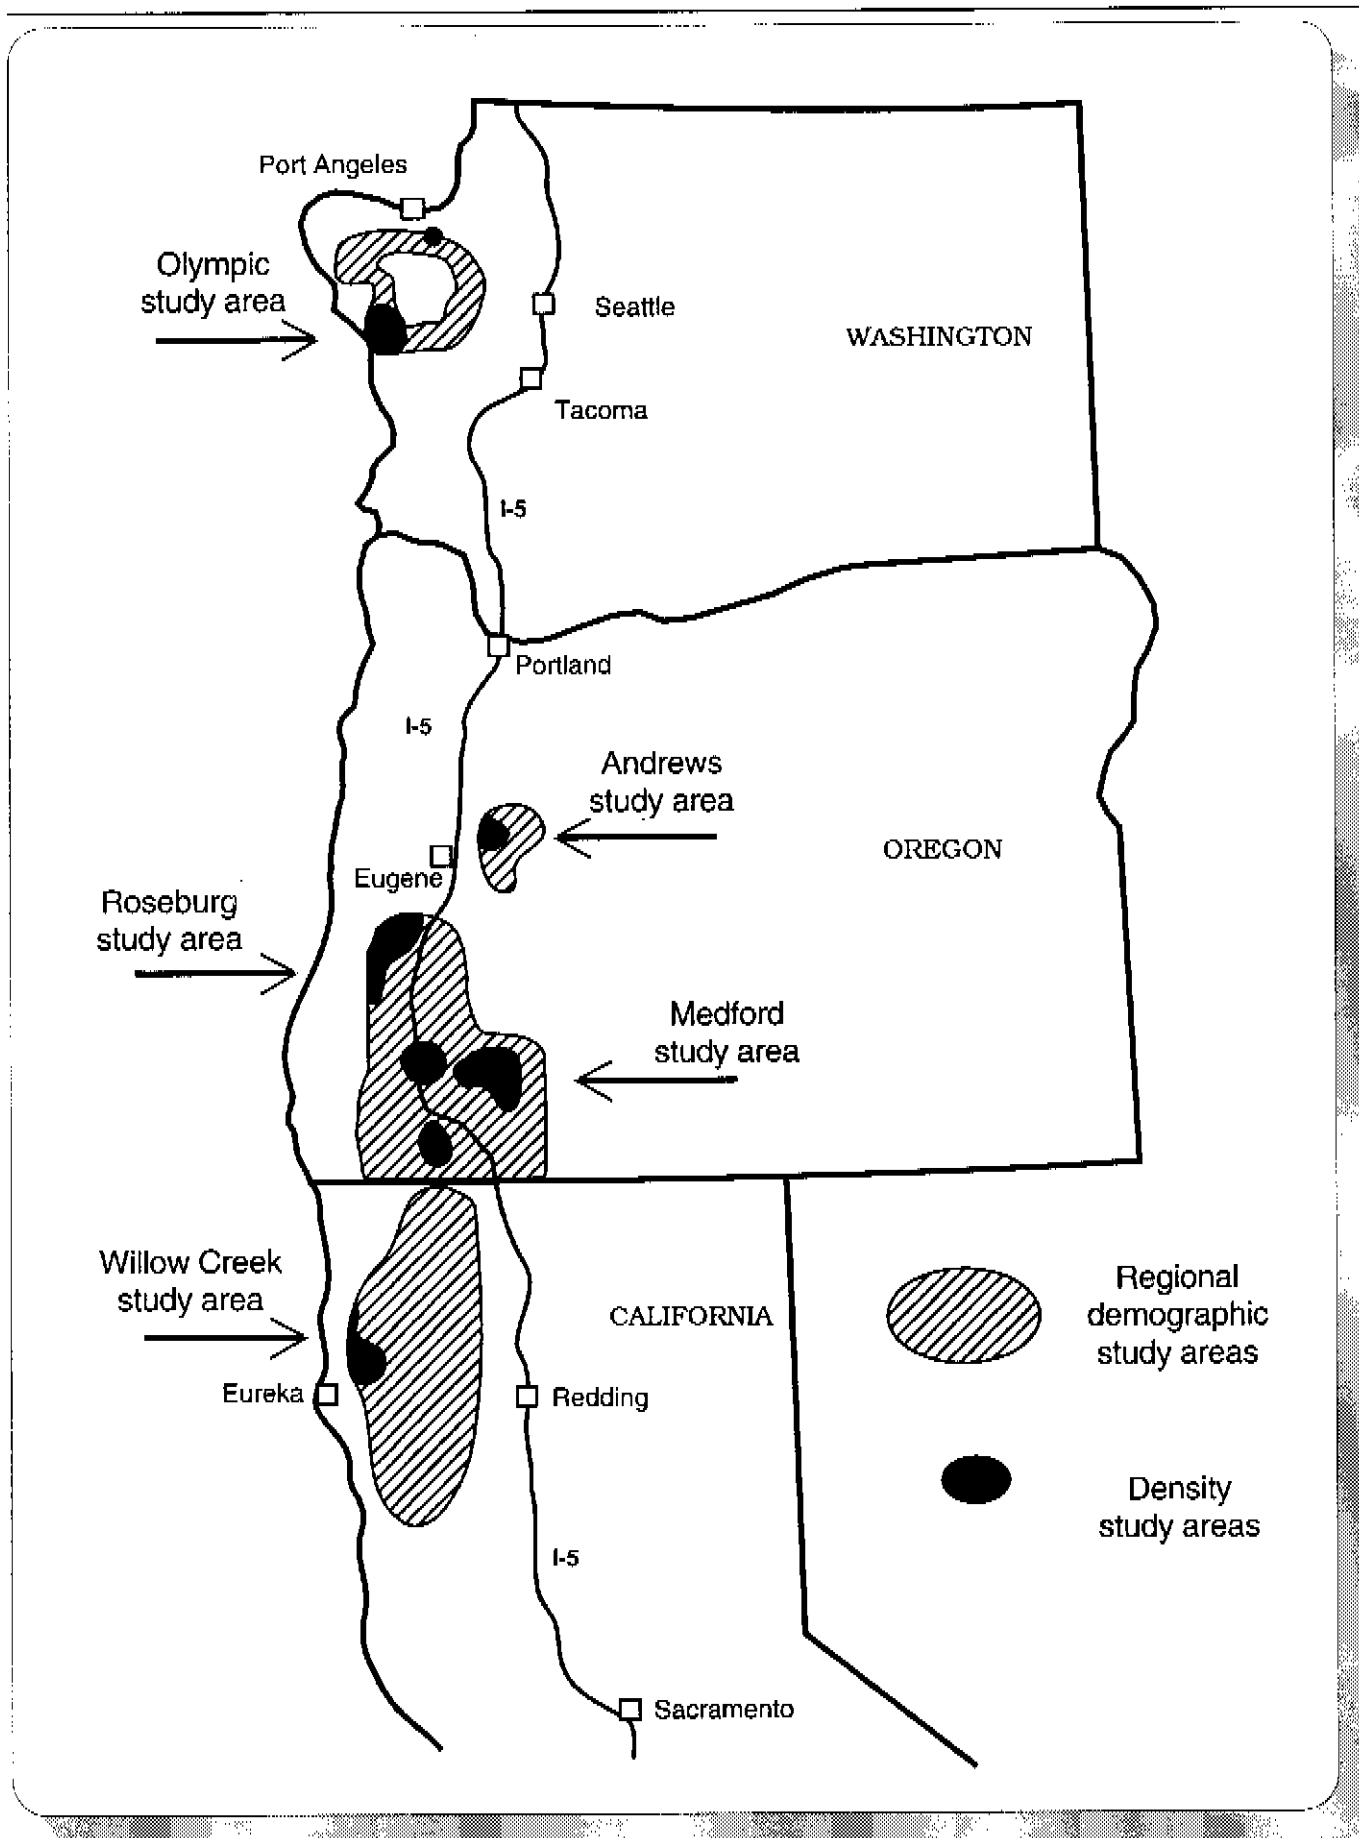 Port Angeles
Olympic
study area
Seattle
WASHINGTON
Tacoma
I-5
Portland
I-5
Andrews
study area
OREGON
Eugene
Roseburg
study area
Medford
study area
Willow Creek
study area
CALIFORNIA
Regional
demographic
study areas
Eureka
Redding
Density
study areas
I-5
Sacramento